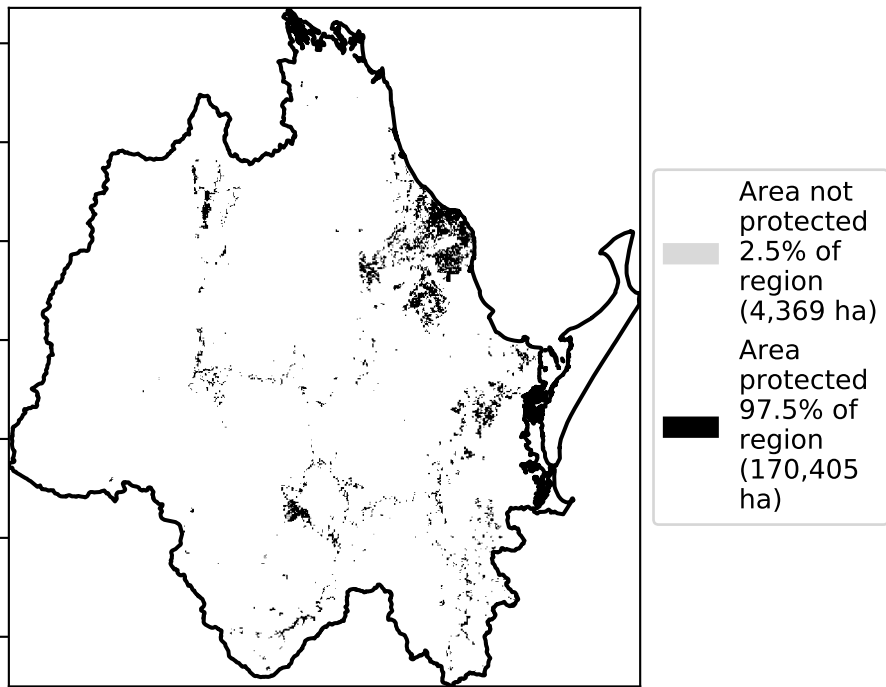 Area not
protected
2.5% of
region
(4,369 ha)
Area
protected
97.5% of
region
(170,405
ha)